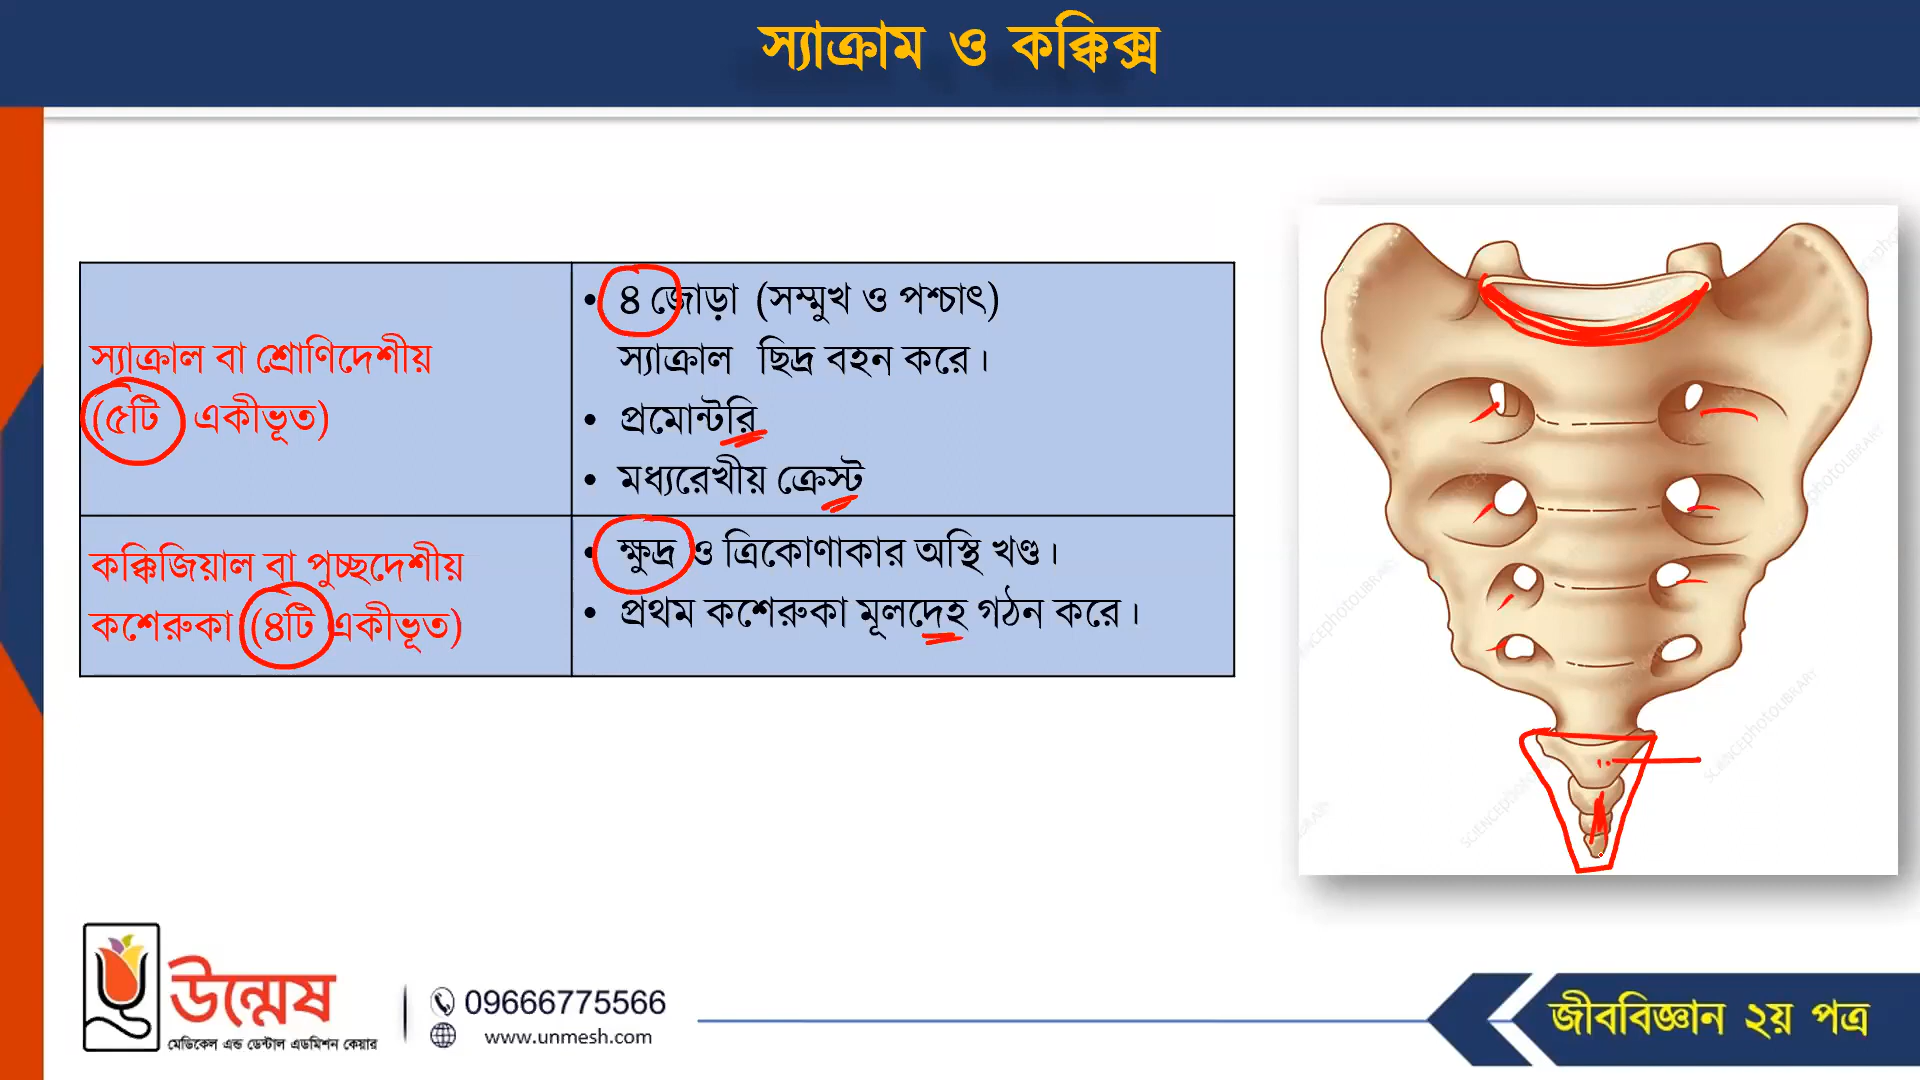 স্যাক্রাম ও কক্কিক্স
স্যাক্রাল বা শ্রোণিদেশীয়
(৫টি একীভূত)
• ৪ জোড়া (সম্মুখ ও পশ্চাৎ)
স্যাক্রাল ছিদ্র বহন করে।
• প্রমোন্টরি
• মধ্যরেখীয় ক্রেস্ট
কক্কিজিয়াল বা পুচ্ছদেশীয়
কশেরুকা (৪টি একীভূত)
• ক্ষুদ্র ও ত্রিকোণাকার অস্থি খণ্ড।
• প্রথম কশেরুকা মূলদেহ গঠন করে।
SCIENCEPHOTOLIBRARY
উন্মেষ
মেডিকেল এন্ড ডেন্টাল এডমিশন কেয়ার
09666775566
www.unmesh.com
জীববিজ্ঞান ২য় পত্র